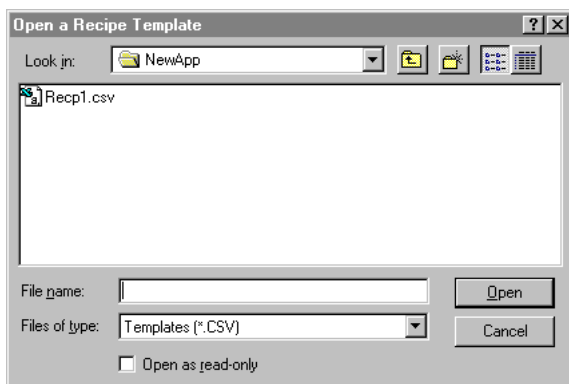 Open a Recipe Template
Look in: NewApp
Recp1.csv
File name:
Open
Files of type: Templates (*.CSV)
Cancel
Open as read-only